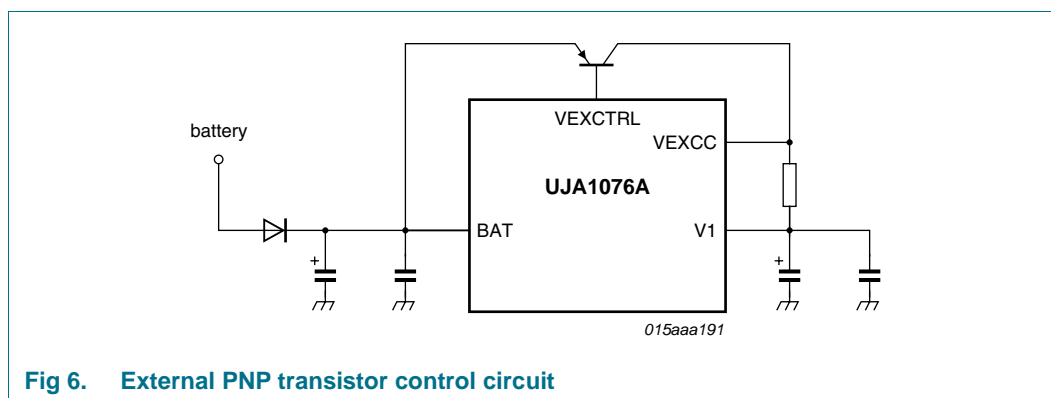 VEXCTRL
battery
VEXCC
UJA1076A
BAT
V1
+
+
015aaa191
Fig 6. External PNP transistor control circuit